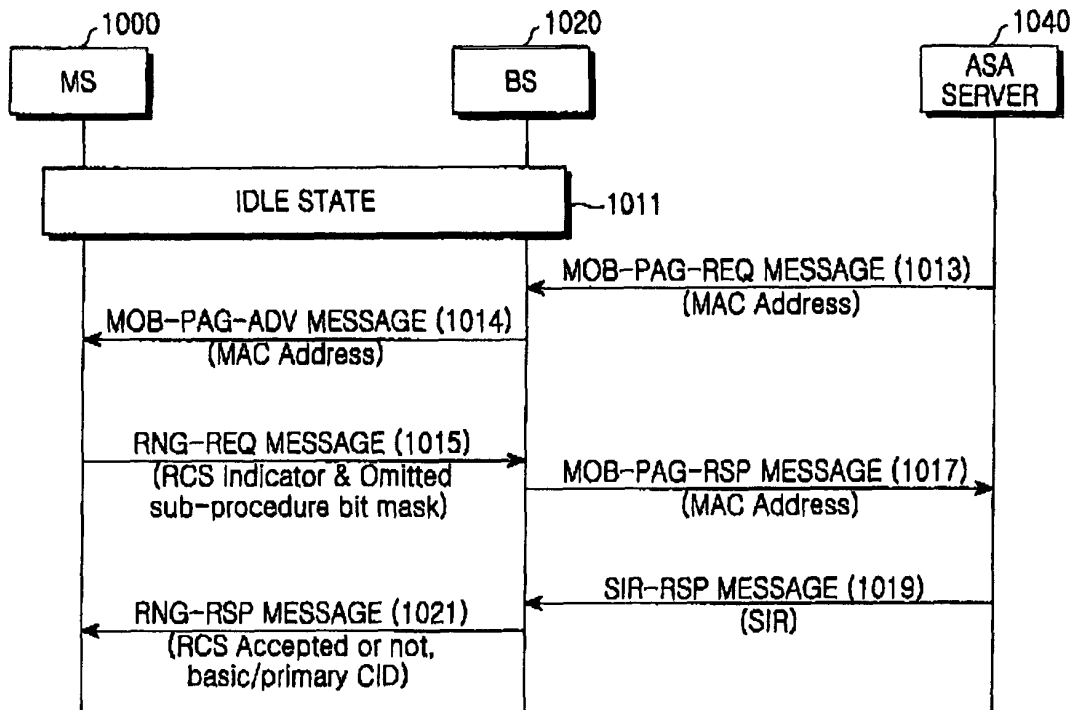 1000
1020
1040
MS
BS
ASA
SERVER
IDLE STATE
1011
MOB-PAG-REQ MESSAGE (1013)
(MAC Address)
MOB-PAG-ADV MESSAGE (1014)
(MAC Address)
RNG-REQ MESSAGE (1015)
(RCS Indicator & Omitted
sub-procedure bit mask)
MOB-PAG-RSP MESSAGE (1017)
(MAC Address)
SIR-RSP MESSAGE (1019)
(SIR)
RNG-RSP MESSAGE (1021)
(RCS Accepted or not,
basic/primary CID)